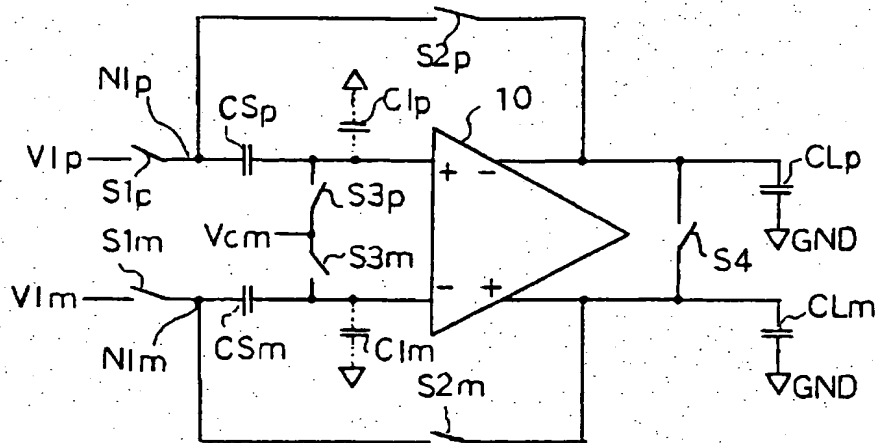 S2p
NIp
CSp
CIp
10
VIp
S1p
+ -
CLp
S3p
Vcm
S1m
S3m
S4
GND
VIm
- +
CSm
CIm
CLm
NIm
S2m
GND